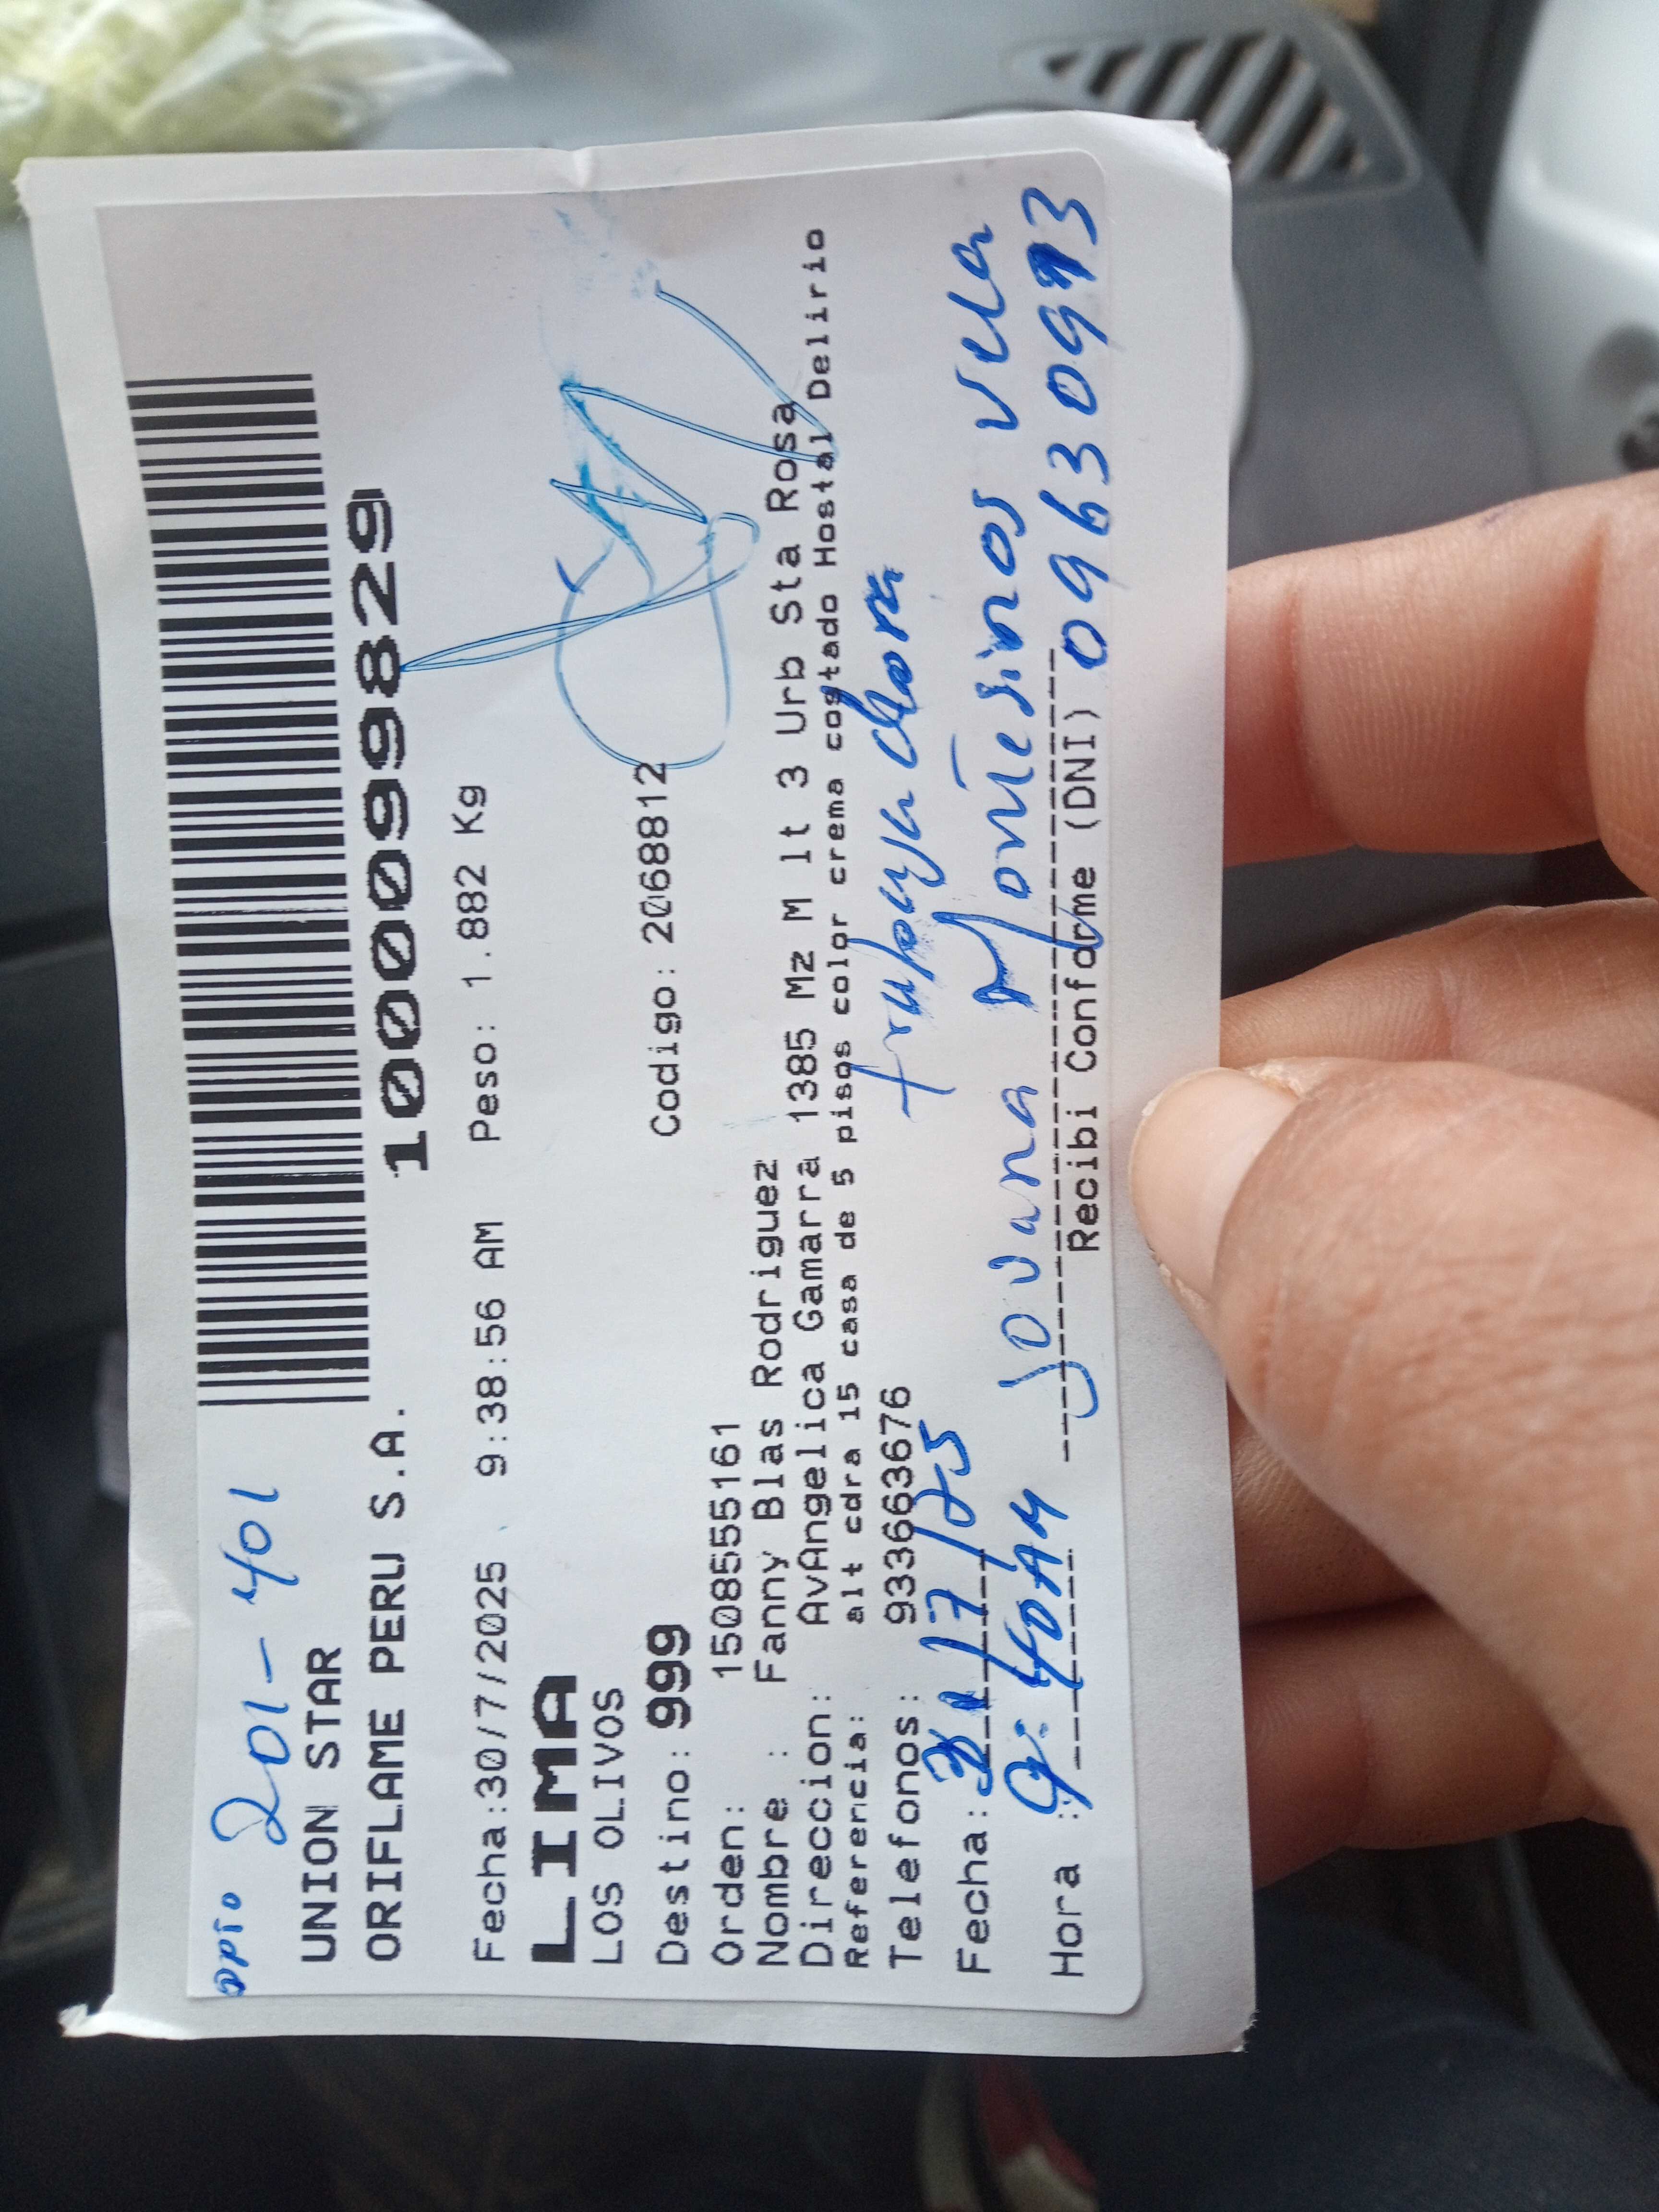 DPTO 201-401
UNION STAR
ORIFLAME PERU S.A.
1000099829
Fecha:30/7/2025 9:38:56 AM Peso: 1.882 Kg
LIMA
LOS OLIVOS
Destino: 999 Codigo: 20688812
Orden: 1508555161
Nombre : Fanny Blas Rodriguez
Direccion: AvAngelica Gamarra 1385 Mz M lt 3 Urb Sta Rosa
Referencia: alt cdra 15 casa de 5 pisos color crema costado Hostal Delirio
Telefonos: 933663676
Fecha: 31/7/25
Hora : 9:40AM Jovana Montesinos Vela
Recibi Conforme (DNI) 09630993